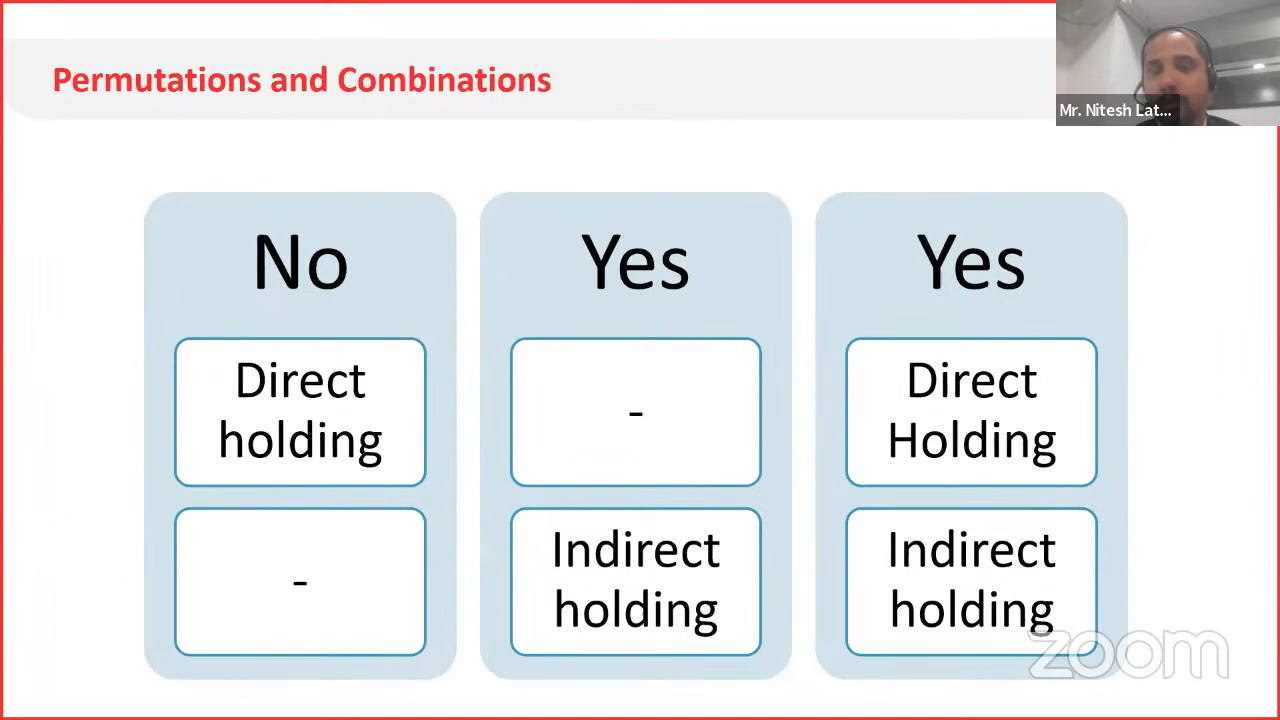 Permutations and Combinations
Mr. Nitesh Lat...
No
Direct
holding
-
Yes
-
Indirect
holding
Yes
Direct
Holding
Indirect
holding
zoom